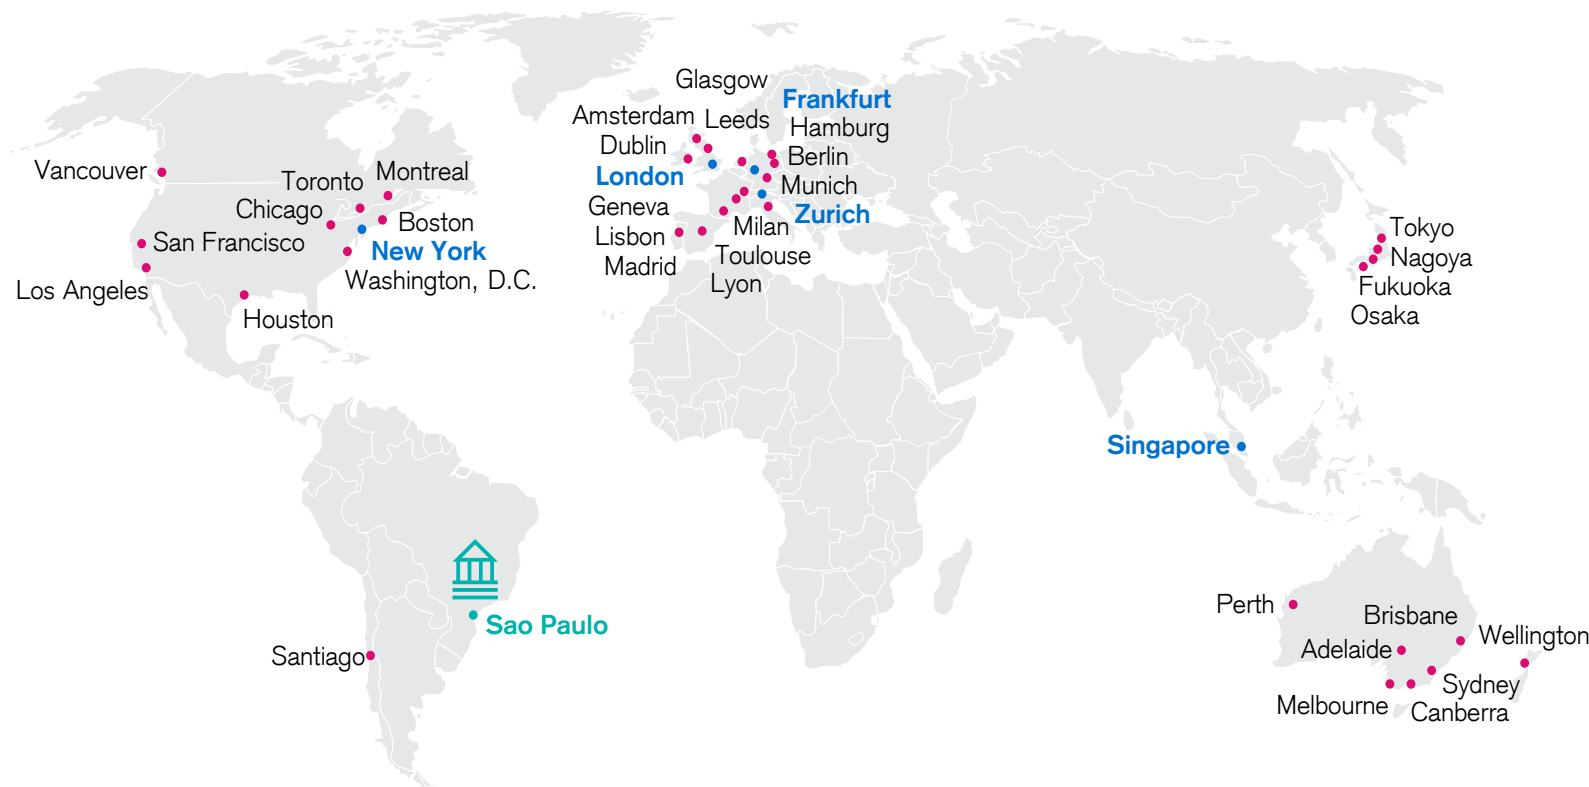 Vancouver
Montreal
Toronto
Chicago
Boston
San Francisco
New York
Washington, D.C.
Los Angeles
Houston
Sao Paulo
Santiago
Glasgow
Frankfurt
Amsterdam
Leeds
Hamburg
Dublin
Berlin
London
Munich
Geneva
Zurich
Milan
Lisbon
Toulouse
Madrid
Lyon
Tokyo
Nagoya
Fukuoka
Osaka
Singapore
Perth
Brisbane
Wellington
Adelaide
Sydney
Melbourne
Canberra